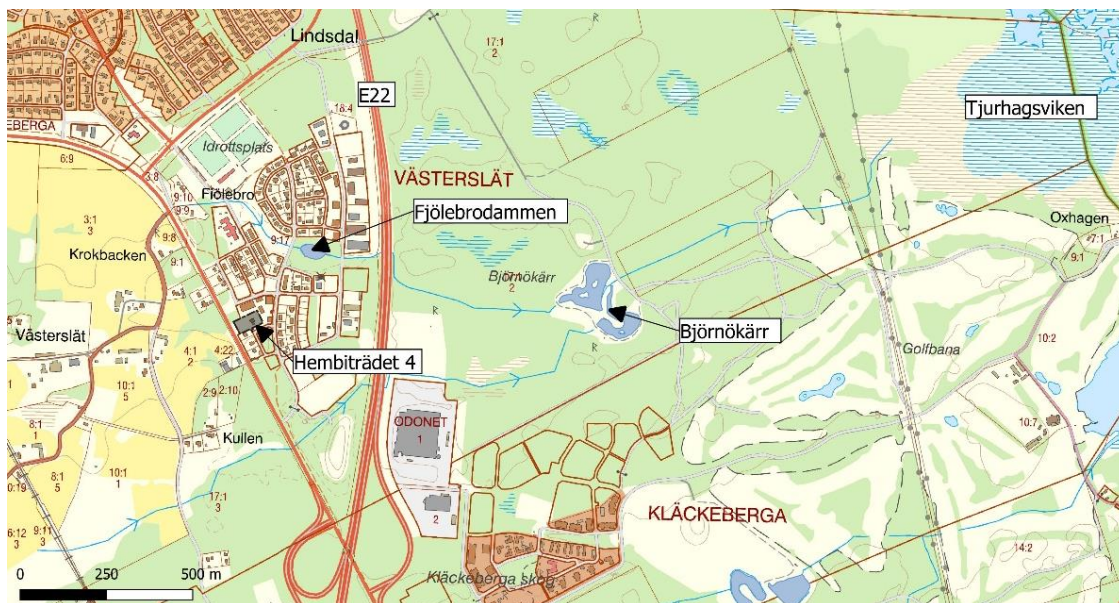 Lindsdal
17:1
2
R
E22
18:4
EBERGA
Idrottsplats
Tjurhagsviken
6:9
3:8
VÄSTERSLÄT
Fjölebro
9:10
9:9
3:1
3
Fjölebrodammen
Oxhagen
7:1
9:1
9:8
9:17
Krokbacken
9:1
Björnökärr
2
R
Västerslät
Björnökärr
Golfbana
10:2
Hembiträdet 4
4:1
2
4:22
R
10:1
5
2:9
2:10
ODONET
1
8:1
1
Kullen
10:7
10:19
8:1
5
10:1
1
17:1
3
KLÄCKEBERGA
2
6:12
3
9:11
3
14:2
Kläckeberga skog
0
250
500 m